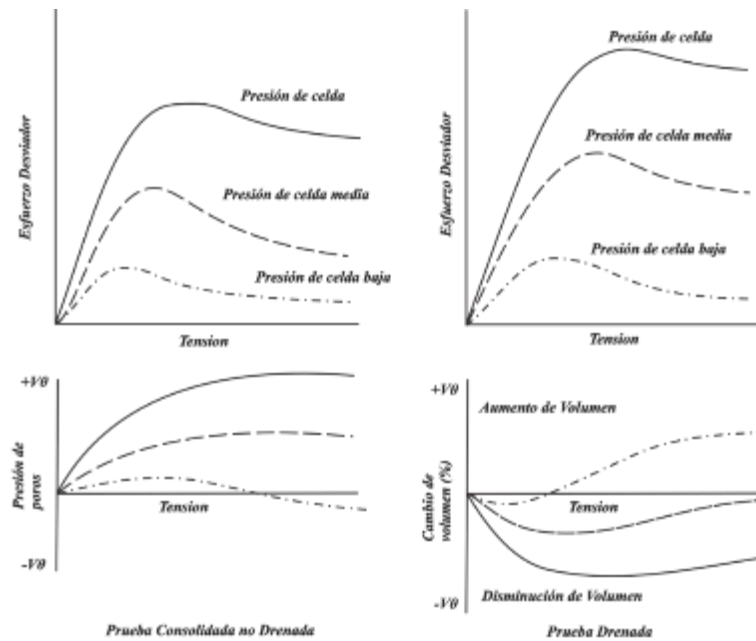 Presión de celda
Presión de celda media
Presión de celda baja
Esfuerzo Desviador
Tension
Presión de celda
Presión de celda media
Presión de celda baja
Esfuerzo Desviador
Tension
+Vθ
Presión de
poros
Tension
-Vθ
Prueba Consolidada no Drenada
+Vθ
Aumento de Volumen
Cambio de
volumen (%)
Tension
Disminución de Volumen
-Vθ
Prueba Drenada